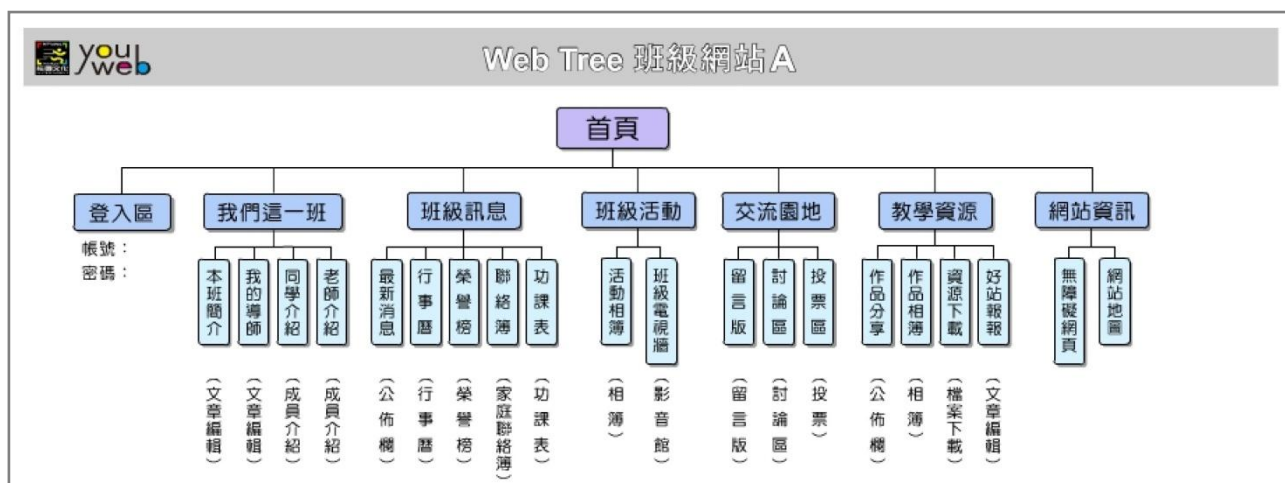 you web
Web Tree 班級網站A
首頁
登入區
我們這一班
班級訊息
班級活動
交流園地
教學資源
網站資訊
帳號：
密碼：
本班簡介
我的導師
同學介紹
老師介紹
最新消息
行事曆
榮譽榜
聯絡簿
功課表
活動相簿
班級電視牆
留言版
討論區
投票區
作品分享
作品相簿
資源下載
好站報報
無障礙網頁
網站地圖
(文章編輯)
(文章編輯)
(成員介紹)
(成員介紹)
(公佈欄)
(行事曆)
(榮譽榜)
(家庭聯絡簿)
(功課表)
(相簿)
(影音館)
(留言版)
(討論區)
(投票)
(公佈欄)
(相簿)
(檔案下載)
(文章編輯)